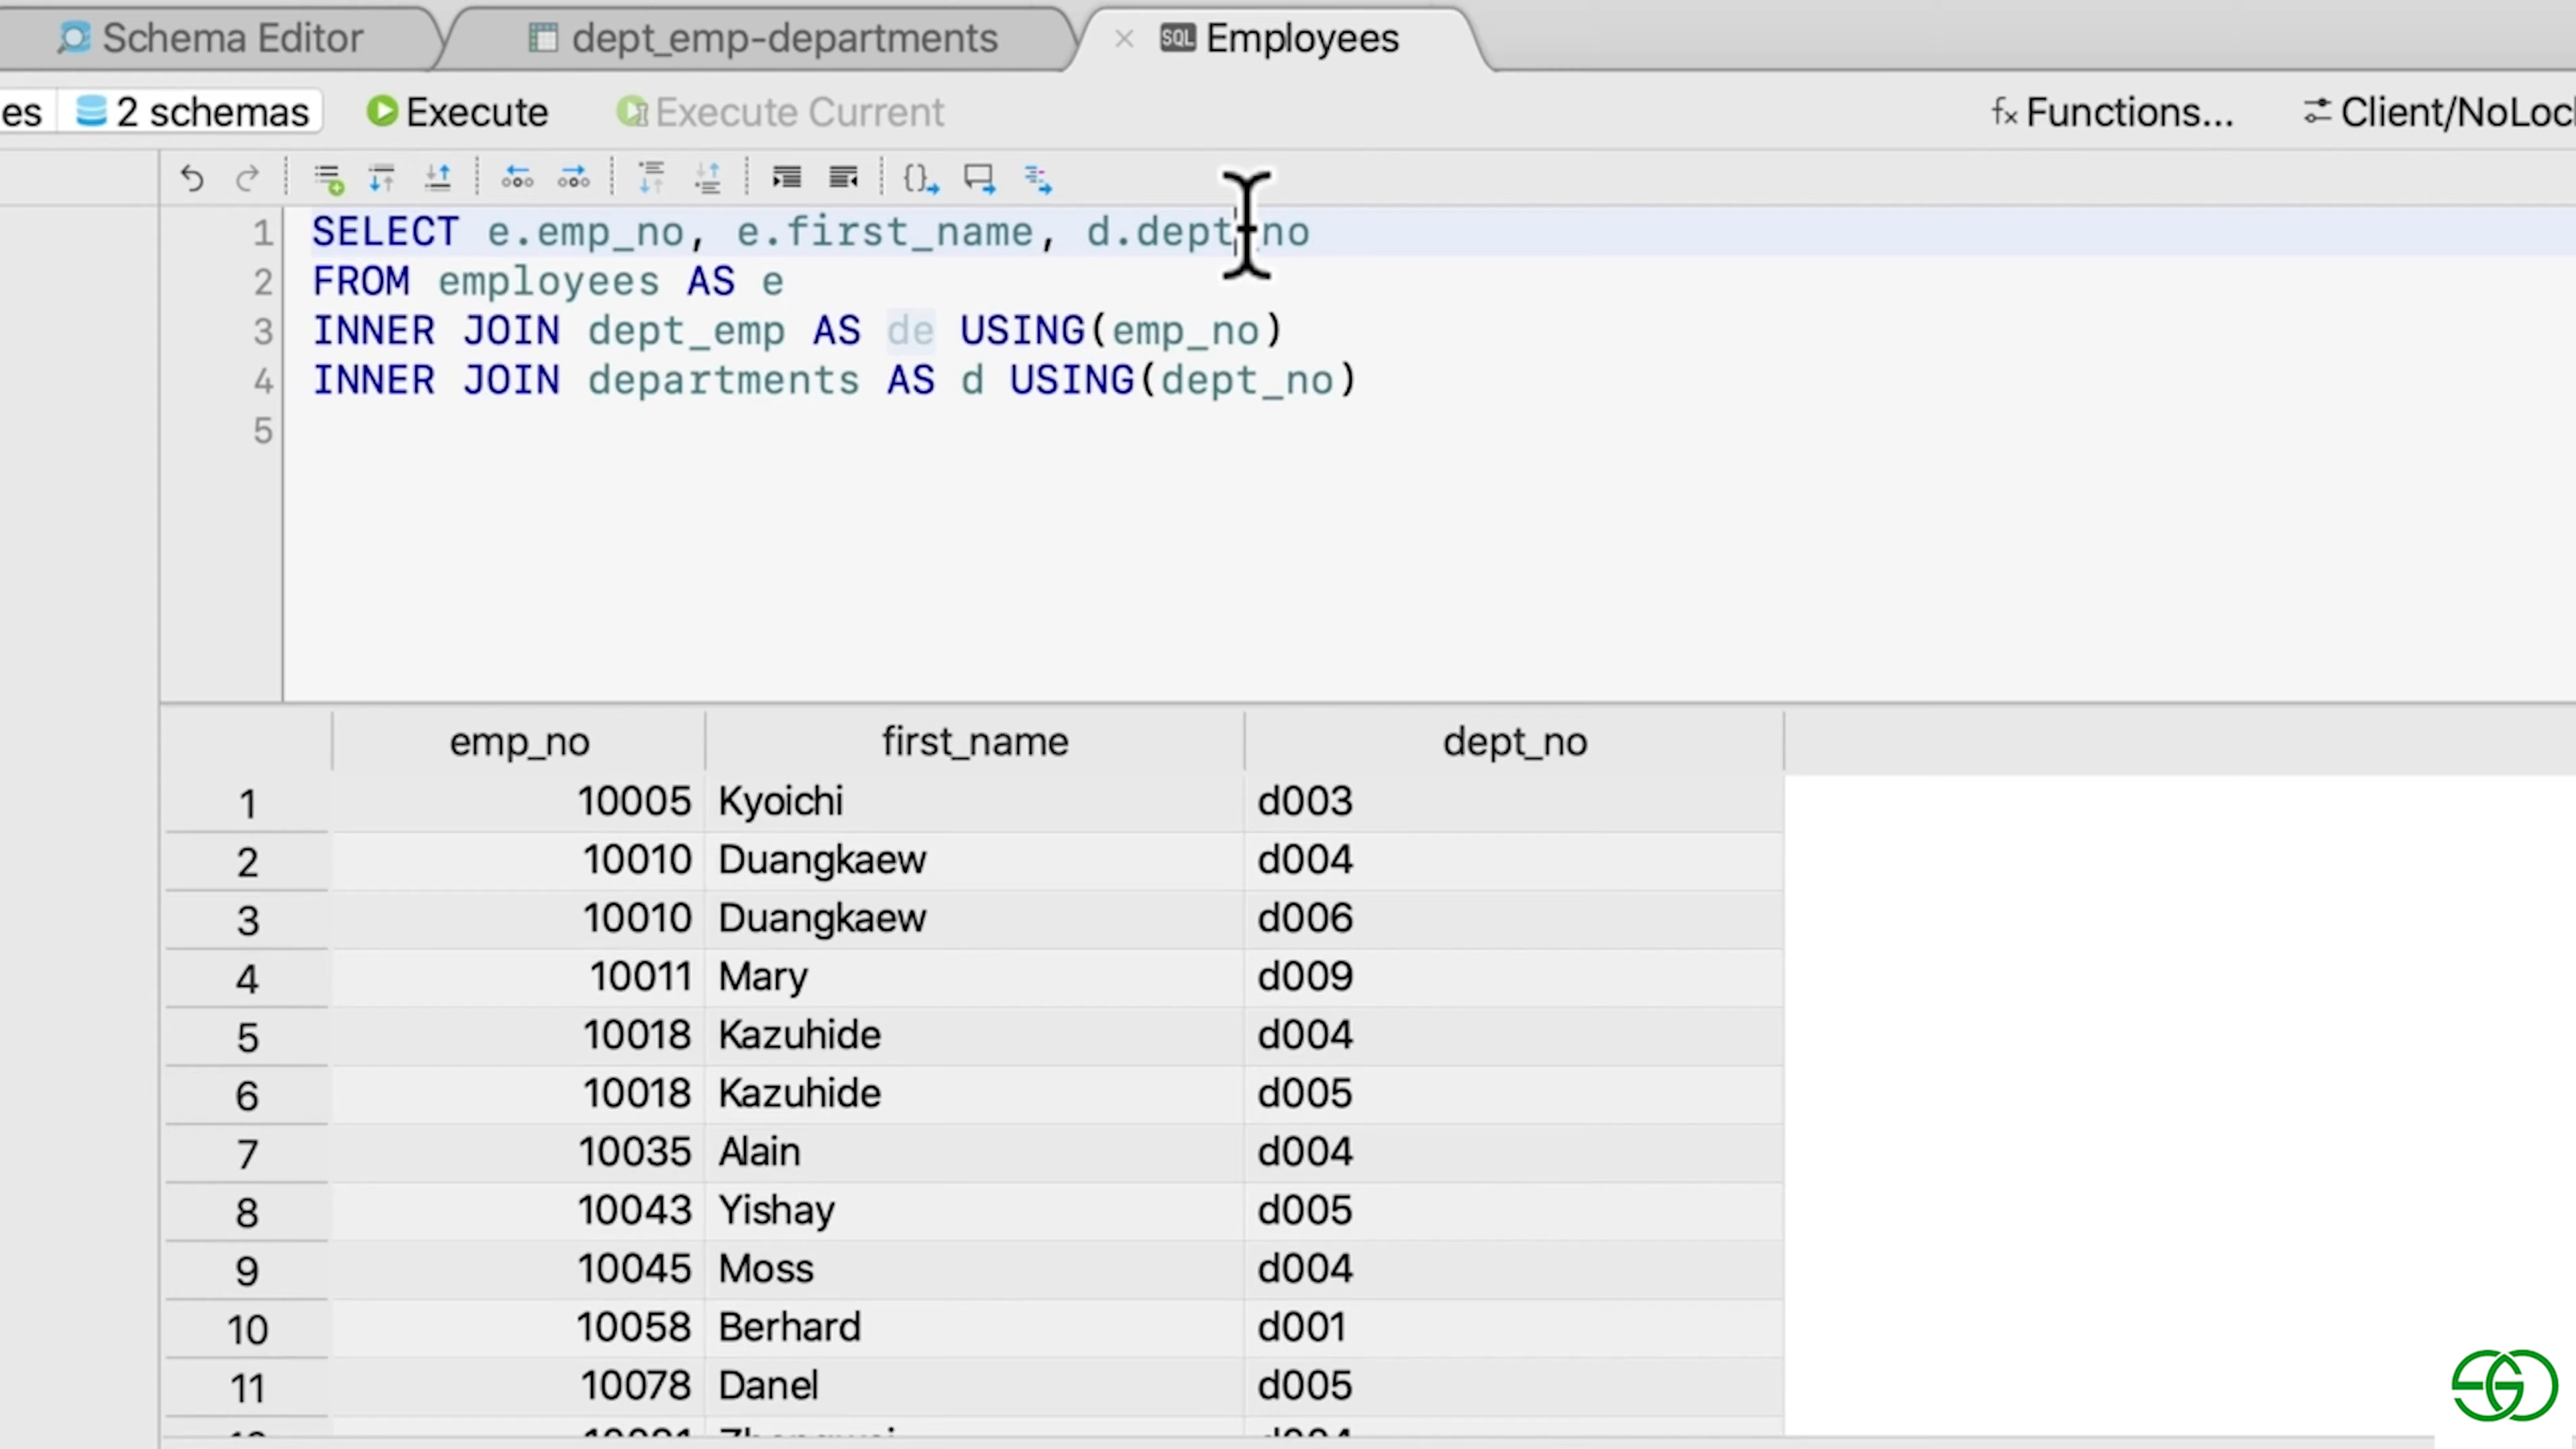 Schema Editor
dept_emp-departments
SQL Employees
es 2 schemas Execute Execute Current fx Functions... Client/NoLoc
1 SELECT e.emp_no, e.first_name, d.dept_no
2 FROM employees AS e
3 INNER JOIN dept_emp AS de USING(emp_no)
4 INNER JOIN departments AS d USING(dept_no)
5
emp_no first_name dept_no
1 10005 Kyoichi d003
2 10010 Duangkaew d004
3 10010 Duangkaew d006
4 10011 Mary d009
5 10018 Kazuhide d004
6 10018 Kazuhide d005
7 10035 Alain d004
8 10043 Yishay d005
9 10045 Moss d004
10 10058 Berhard d001
11 10078 Danel d005